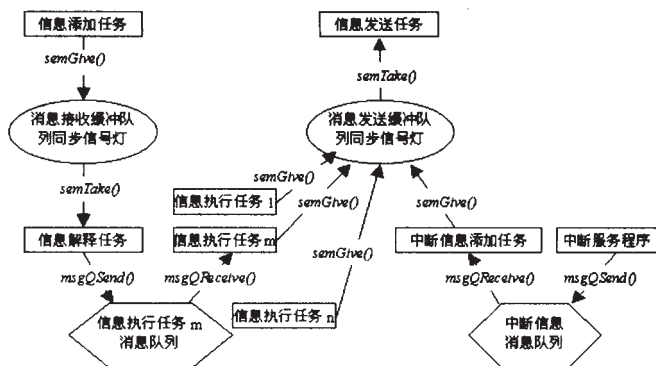 信息添加任务
信息发送任务
semGive()
semTake()
消息接收缓冲队
列同步信号灯
消息发送缓冲队
列同步信号灯
semTake()
semGive()
信息执行任务 1
semGive()
semGive()
信息解释任务
信息执行任务 m
semGive()
中断信息添加任务
中断服务程序
msgQSend()
msgQReceive()
msgQReceive()
msgQSend()
信息执行任务 m
消息队列
信息执行任务 n
中断信息
消息队列